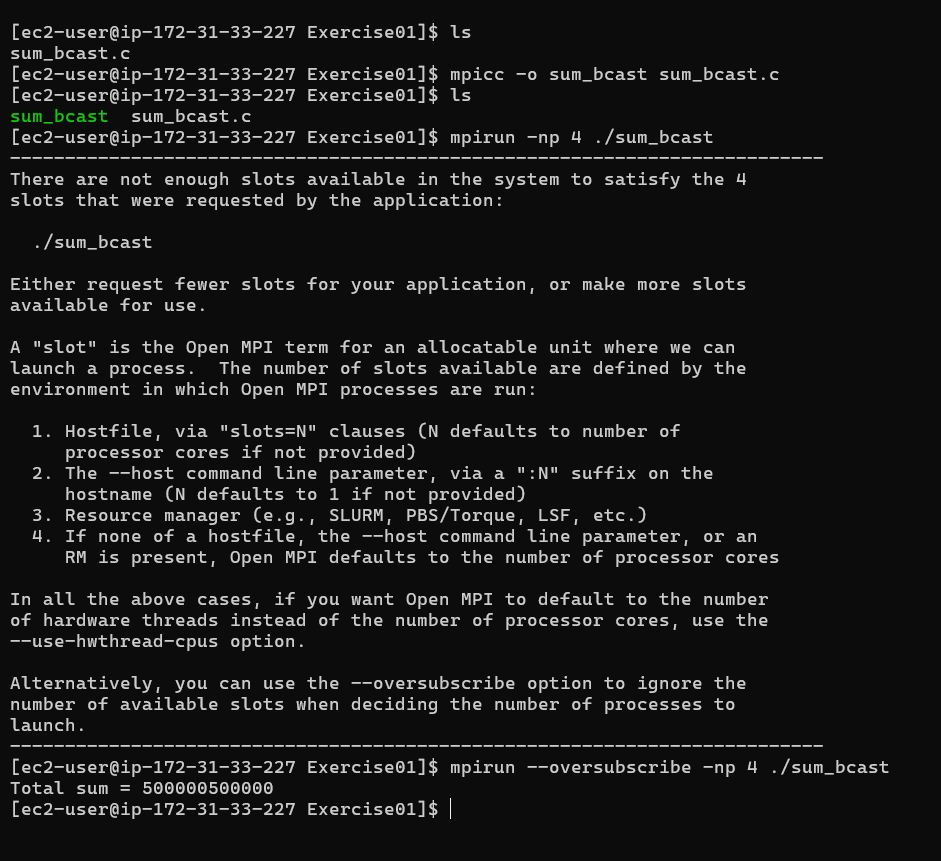 [ec2-user@ip-172-31-33-227 Exercise01]$ ls
sum_bcast.c
[ec2-user@ip-172-31-33-227 Exercise01]$ mpicc -o sum_bcast sum_bcast.c
[ec2-user@ip-172-31-33-227 Exercise01]$ ls
sum_bcast  sum_bcast.c
[ec2-user@ip-172-31-33-227 Exercise01]$ mpirun -np 4 ./sum_bcast
--------------------------------------------------------------------------
There are not enough slots available in the system to satisfy the 4
slots that were requested by the application:

  ./sum_bcast

Either request fewer slots for your application, or make more slots
available for use.

A "slot" is the Open MPI term for an allocatable unit where we can
launch a process.  The number of slots available are defined by the
environment in which Open MPI processes are run:

  1. Hostfile, via "slots=N" clauses (N defaults to number of
     processor cores if not provided)
  2. The --host command line parameter, via a ":N" suffix on the
     hostname (N defaults to 1 if not provided)
  3. Resource manager (e.g., SLURM, PBS/Torque, LSF, etc.)
  4. If none of a hostfile, the --host command line parameter, or an
     RM is present, Open MPI defaults to the number of processor cores

In all the above cases, if you want Open MPI to default to the number
of hardware threads instead of the number of processor cores, use the
--use-hwthread-cpus option.

Alternatively, you can use the --oversubscribe option to ignore the
number of available slots when deciding the number of processes to
launch.
--------------------------------------------------------------------------
[ec2-user@ip-172-31-33-227 Exercise01]$ mpirun --oversubscribe -np 4 ./sum_bcast
Total sum = 500000500000
[ec2-user@ip-172-31-33-227 Exercise01]$